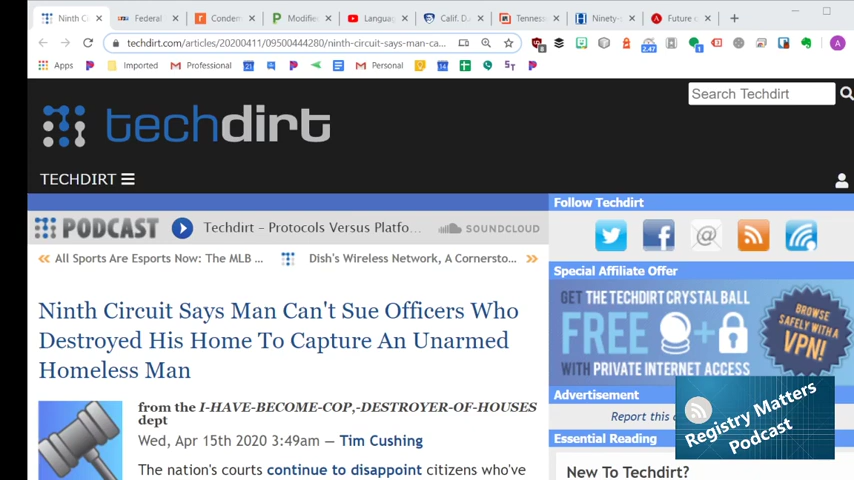 Ninth Ci
Federal
Condem
Modifie
Languag
Calif. Da
Tennesse
Ninety-s
Future c
techdirt.com/articles/20200411/09500444280/ninth-circuit-says-man-ca...
Apps
Imported
Professional
Personal
techdirt
Search Techdirt
TECHDIRT
PODCAST
Techdirt – Protocols Versus Platfo...
SOUNDCLOUD
All Sports Are Esports Now: The MLB ...
Dish's Wireless Network, A Cornersto...
Ninth Circuit Says Man Can't Sue Officers Who
Destroyed His Home To Capture An Unarmed
Homeless Man
from the I-HAVE-BECOME-COP,-DESTROYER-OF-HOUSES
dept
Wed, Apr 15th 2020 3:49am — Tim Cushing
The nation's courts continue to disappoint citizens who've
Follow Techdirt
Special Affiliate Offer
GET THE TECHDIRT CRYSTAL BALL
FREE +
WITH PRIVATE INTERNET ACCESS
BROWSE
SAFELY WITH A
VPN!
Advertisement
Report this a
Essential Reading
New To Techdirt?
Registry Matters
Podcast